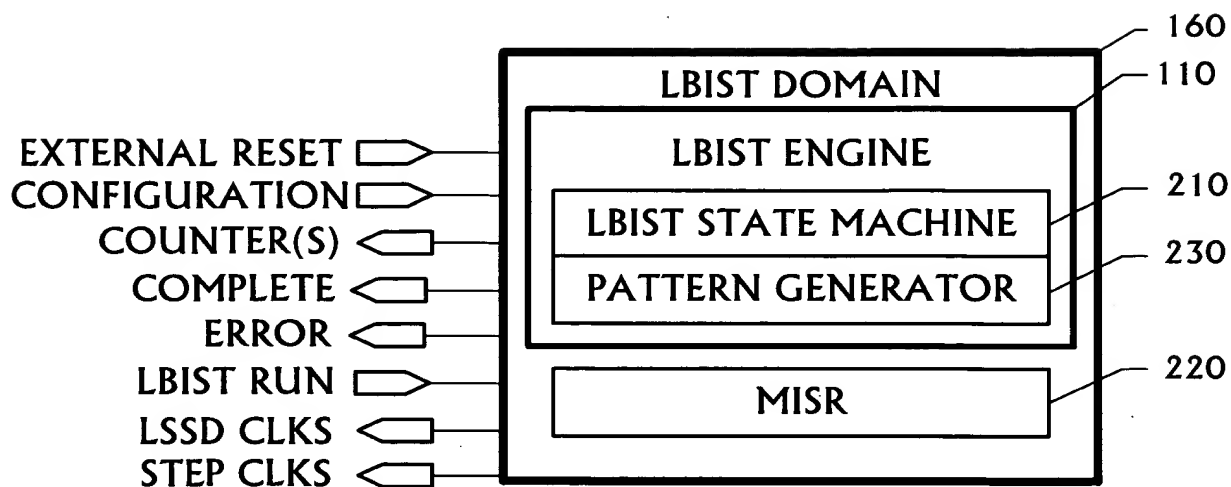 160
LBIST DOMAIN
110
EXTERNAL RESET
LBIST ENGINE
CONFIGURATION
210
LBIST STATE MACHINE
COUNTER(S)
230
COMPLETE
PATTERN GENERATOR
ERROR
220
LBIST RUN
MISR
LSSD CLKS
STEP CLKS